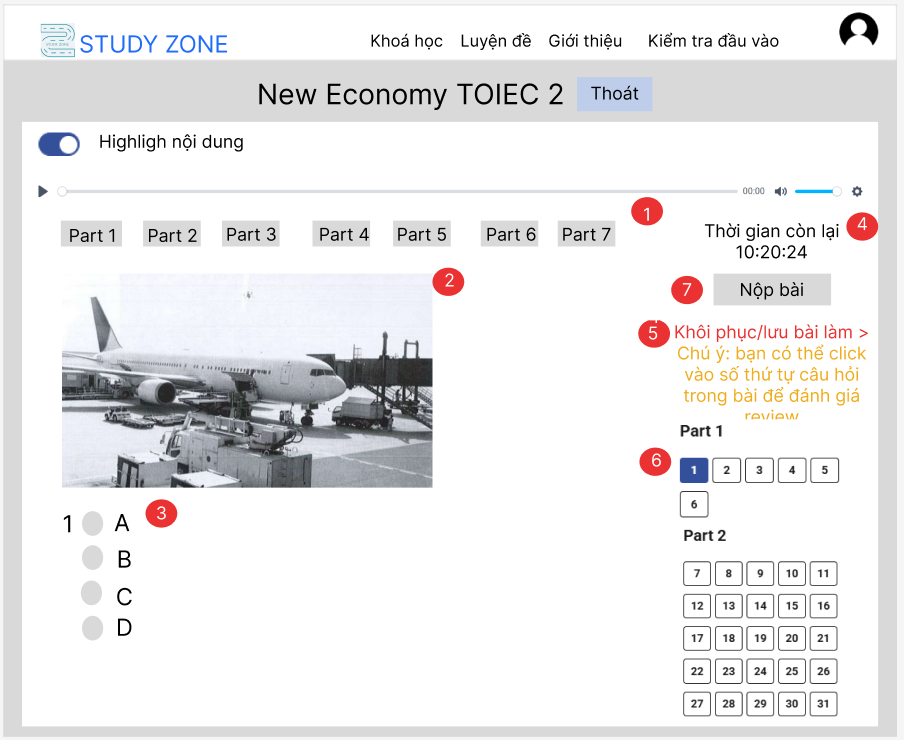 STUDY ZONE
Khoá học Luyện đề Giới thiệu Kiểm tra đầu vào
New Economy TOIEC 2 Thoát
Highligh nội dung
00:00
1
Part 1 Part 2 Part 3 Part 4 Part 5 Part 6 Part 7
Thời gian còn lại 4
10:20:24
2
7 Nộp bài
5 Khôi phục/lưu bài làm >
Chú ý: bạn có thể click
vào số thứ tự câu hỏi
trong bài để đánh giá
review
Part 1
6
1 2 3 4 5
6
Part 2
7 8 9 10 11
12 13 14 15 16
17 18 19 20 21
22 23 24 25 26
27 28 29 30 31
1 A 3
B
C
D